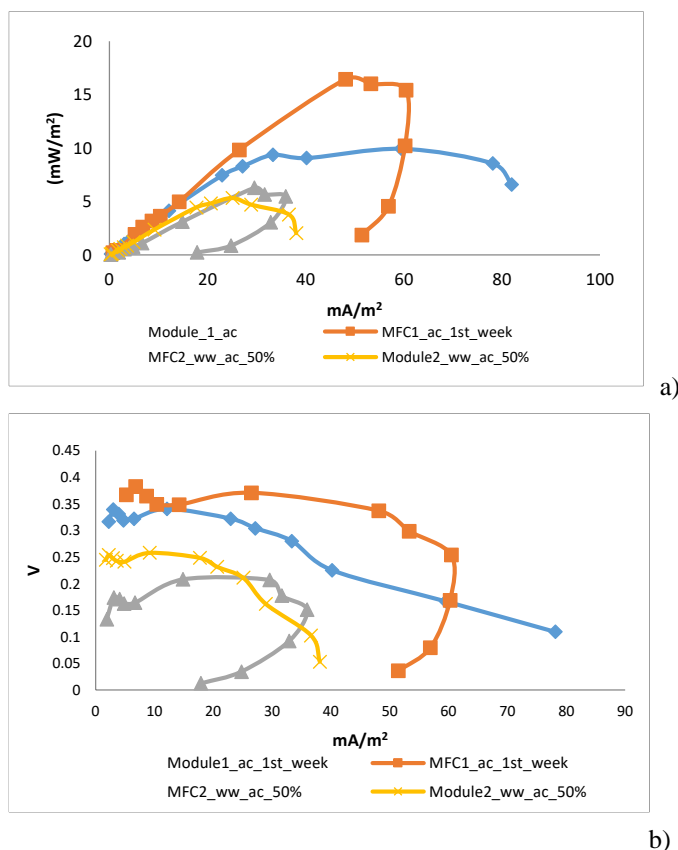 20
15
10
5
0
(mW/m²)
0 20 40 60 80 100
mA/m²
Module_1_ac MFC1_ac_1st_week
MFC2_ww_ac_50% Module2_ww_ac_50%
a)
0.45
0.4
0.35
0.3
0.25
0.2
0.15
0.1
0.05
0
V
0 10 20 30 40 50 60 70 80 90
mA/m²
Module1_ac_1st_week MFC1_ac_1st_week
MFC2_ww_ac_50% Module2_ww_ac_50%
b)